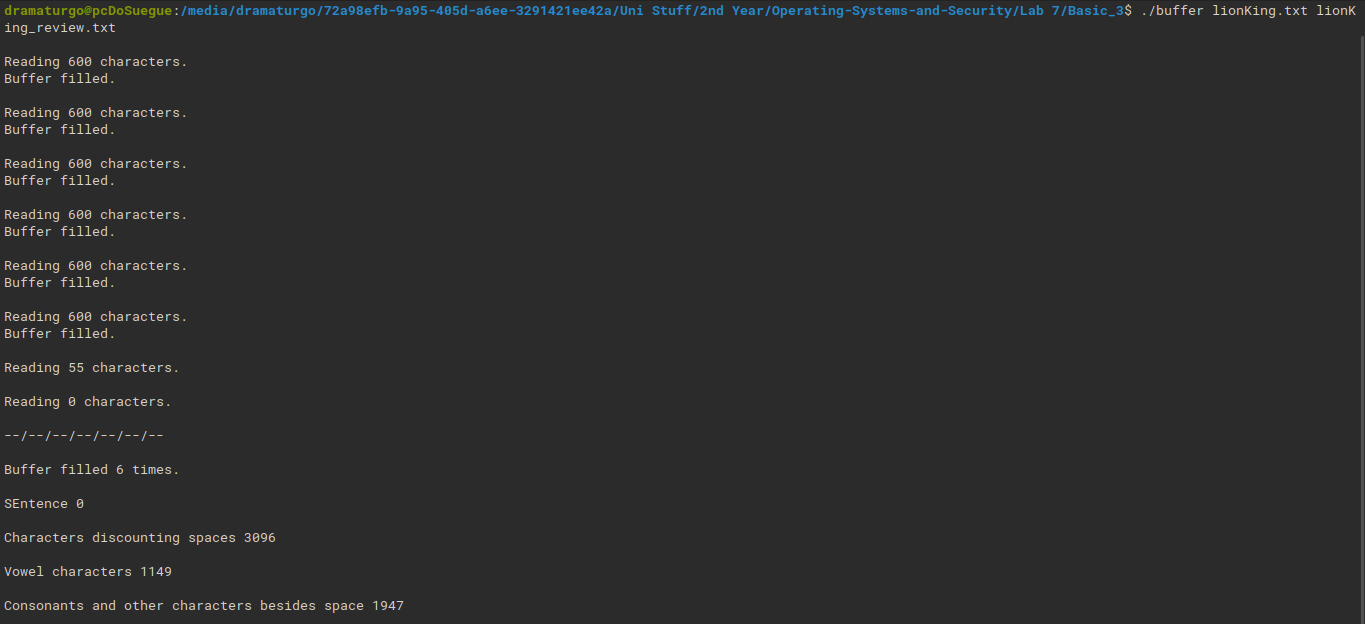 dramaturgo@pcDoSuegue:/media/dramaturgo/72a98efb-9a95-405d-a6ee-3291421ee42a/Uni Stuff/2nd Year/Operating-Systems-and-Security/Lab 7/Basic_3$ ./buffer lionKing.txt lionK
ing_review.txt
Reading 600 characters.
Buffer filled.
Reading 600 characters.
Buffer filled.
Reading 600 characters.
Buffer filled.
Reading 600 characters.
Buffer filled.
Reading 600 characters.
Buffer filled.
Reading 600 characters.
Buffer filled.
Reading 55 characters.
Reading 0 characters.
--/--/--/--/--/--/--
Buffer filled 6 times.
SEntence 0
Characters discounting spaces 3096
Vowel characters 1149
Consonants and other characters besides space 1947